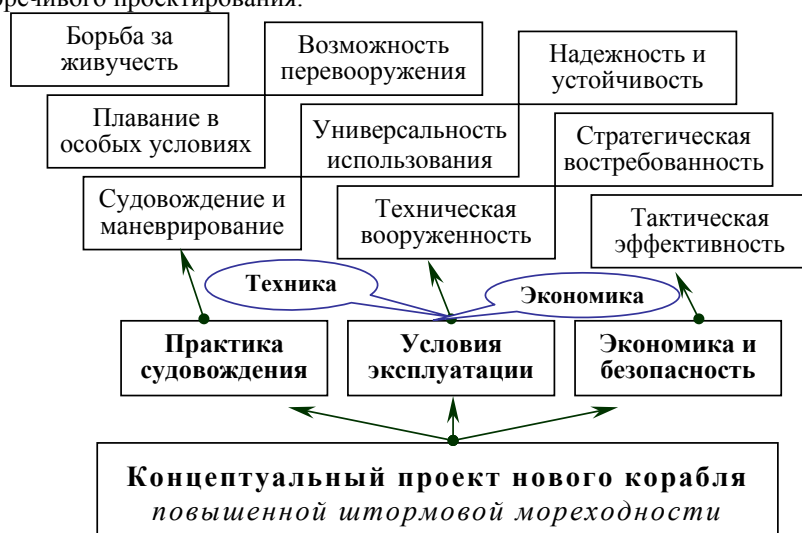 проектирования.
Борьба за
живучесть
Возможность
перевооружения
Надежность и
устойчивость
Плавание в
особых условиях
Универсальность
использования
Стратегическая
востребованность
Судовождение и
маневрирование
Техническая
вооруженность
Тактическая
эффективность
Техника
Экономика
Практика
судовождения
Условия
эксплуатации
Экономика и
безопасность
Концептуальный проект нового корабля
повышенной штормовой мореходности